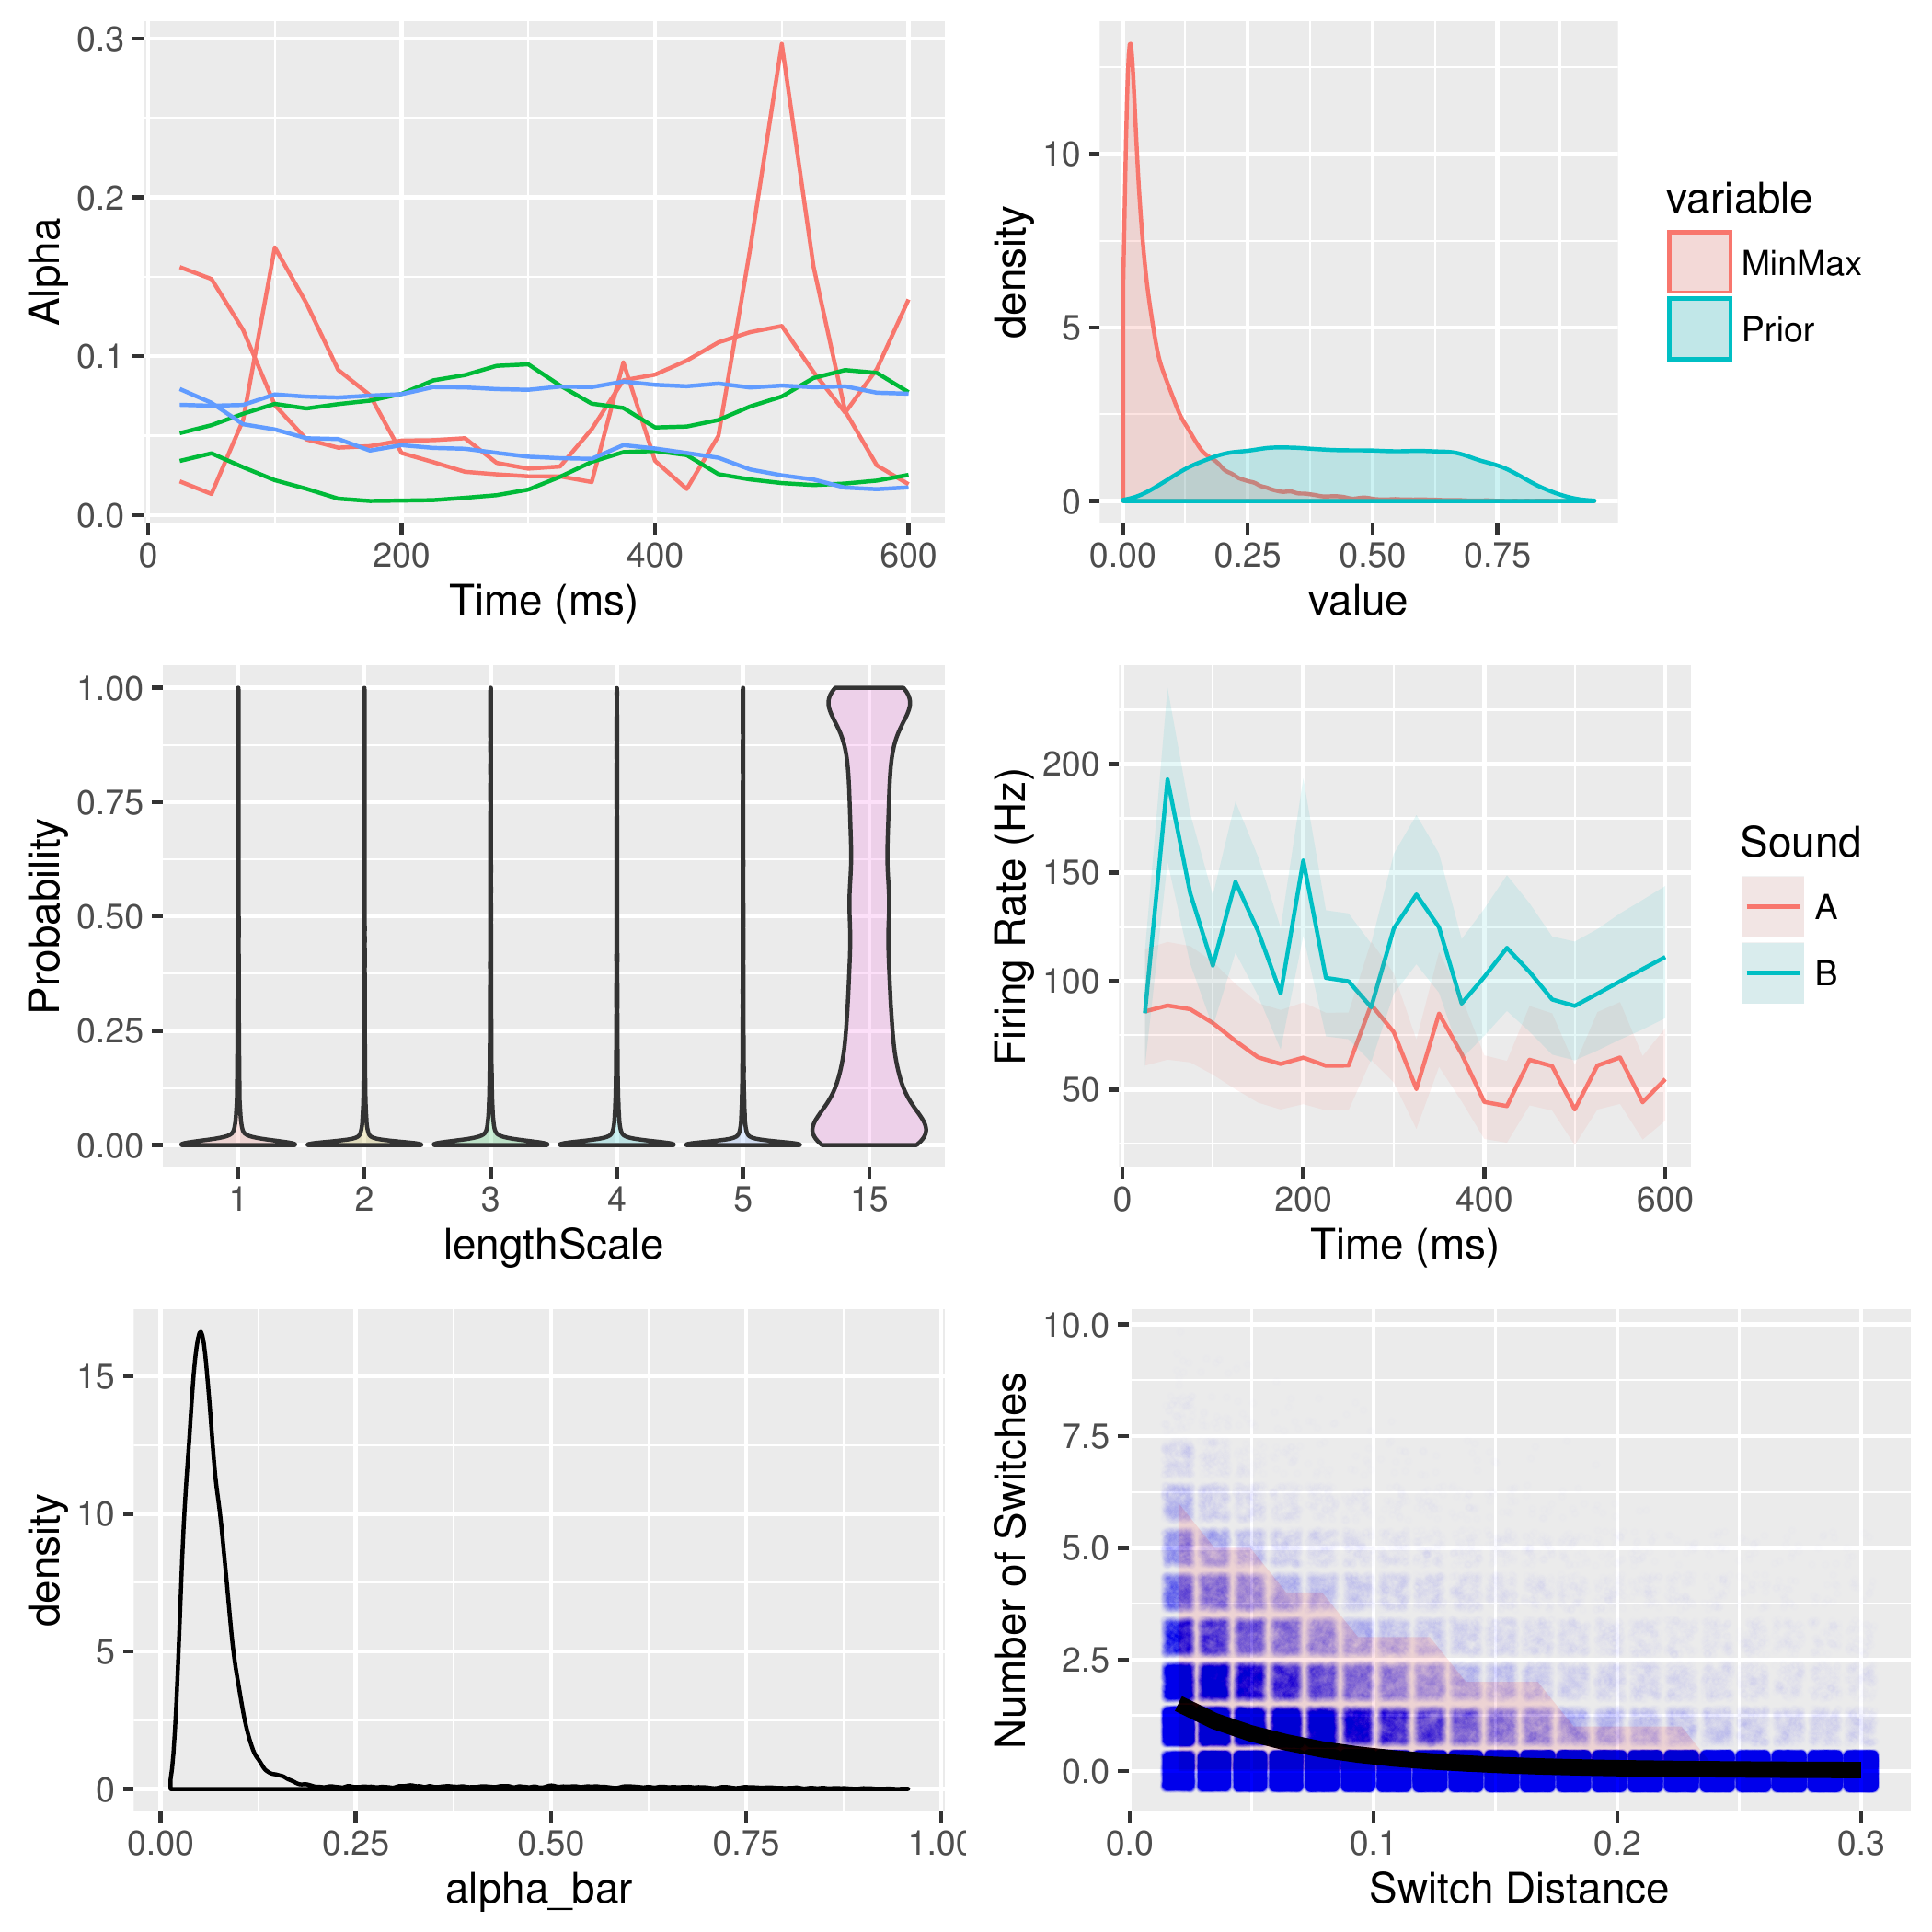 0.3
0.2
0.1
0.0
Alpha
0 200 400 600
Time (ms)
10
5
0
density
0.00 0.25 0.50 0.75
value
variable
MinMax
Prior
1.00
0.75
0.50
0.25
0.00
Probability
1 2 3 4 5 15
lengthScale
200
150
100
50
Firing Rate (Hz)
0 200 400 600
Time (ms)
Sound
A
B
15
10
5
0
density
0.00 0.25 0.50 0.75 1.00
alpha_bar
10.0
7.5
5.0
2.5
0.0
Number of Switches
0.0 0.1 0.2 0.3
Switch Distance